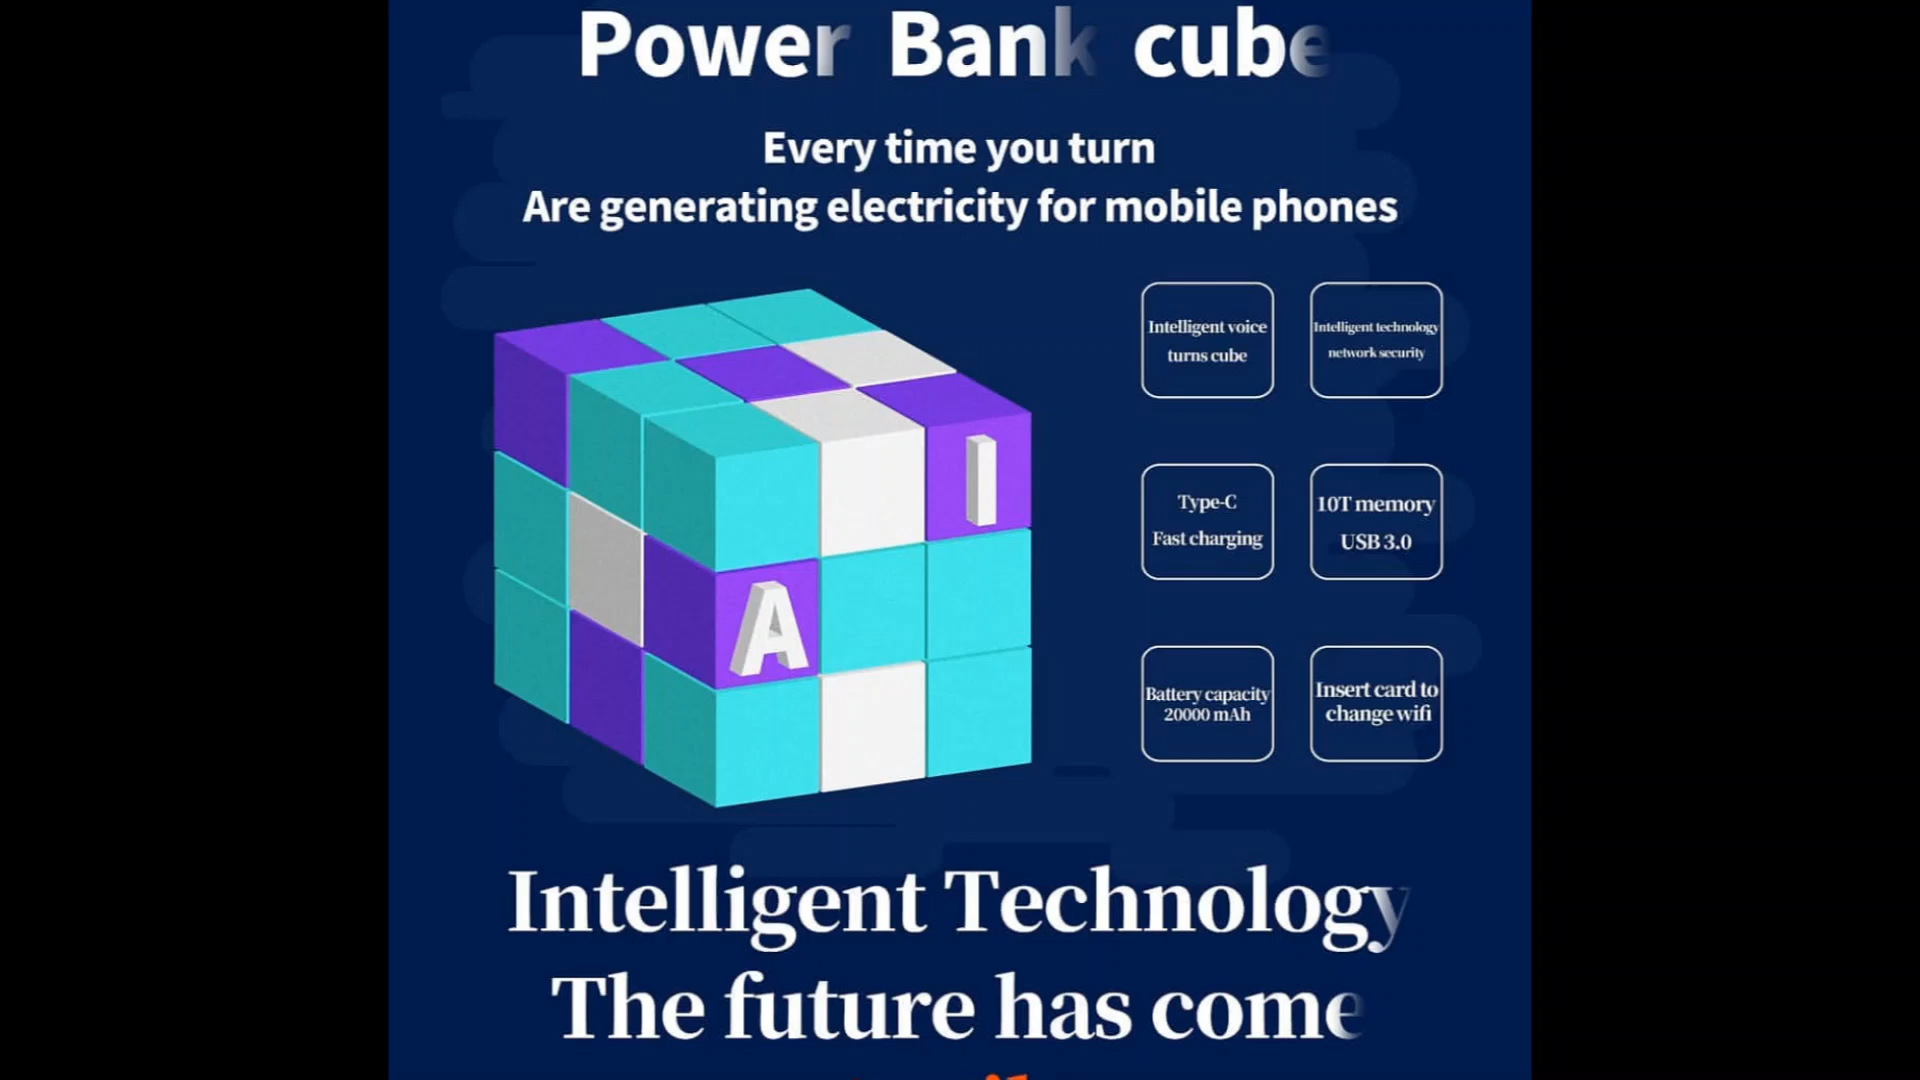 Power Bank cube
Every time you turn
Are generating electricity for mobile phones
Intelligent voice
turns cube
Intelligent technology
network security
I
A
Type-C
Fast charging
10T memory
USB 3.0
Battery capacity
20000 mAh
Insert card to
change wifi
Intelligent Technology
The future has come